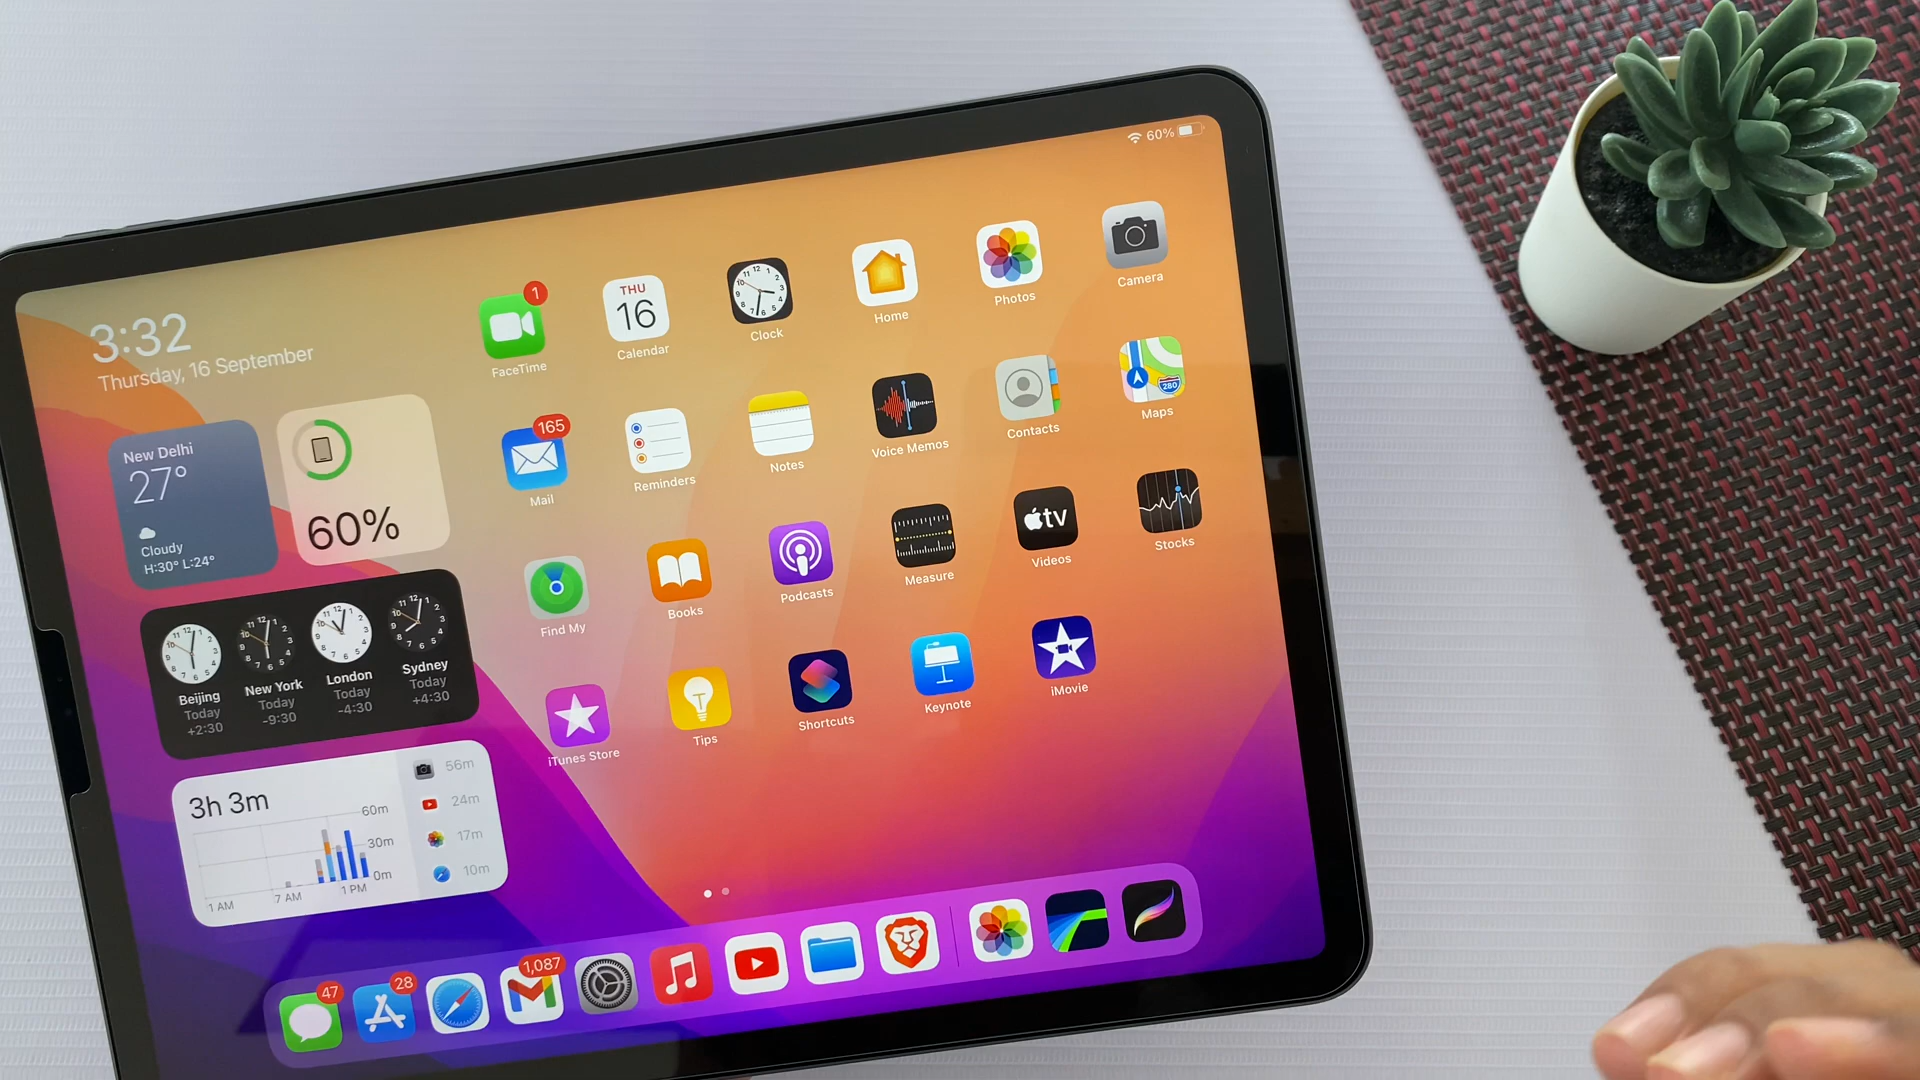 60%
3:32
Thursday, 16 September
1
FaceTime
THU
16
Calendar
Clock
Home
Photos
Camera
New Delhi
27°
Cloudy
H:30° L:24°
60%
165
Mail
Reminders
Notes
Voice Memos
Contacts
280
Maps
Beijing
Today
+2:30
New York
Today
-9:30
London
Today
-4:30
Sydney
Today
+4:30
Find My
Books
Podcasts
Measure
tv
Videos
Stocks
3h 3m
60m
30m
0m
1 AM
7 AM
1 PM
56m
24m
17m
10m
iTunes Store
Tips
Shortcuts
Keynote
iMovie
47
28
1,087